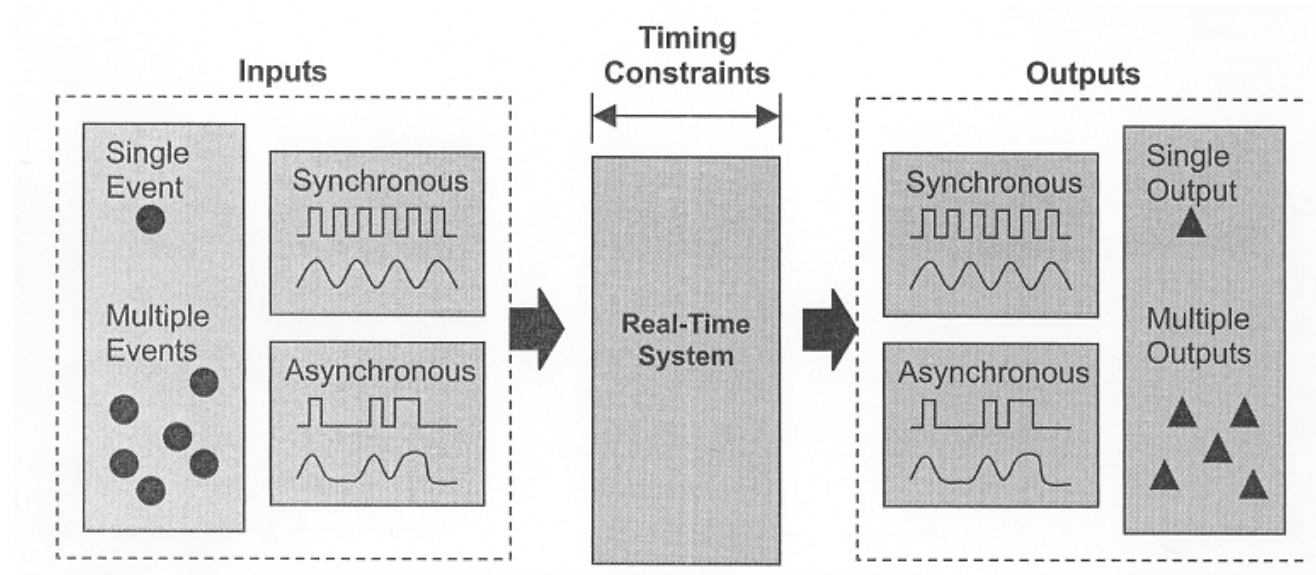 Timing
Constraints
Inputs
Outputs
Single
Event
Multiple
Events
Synchronous
Asynchronous
Real-Time
System
Synchronous
Asynchronous
Single
Output
Multiple
Outputs